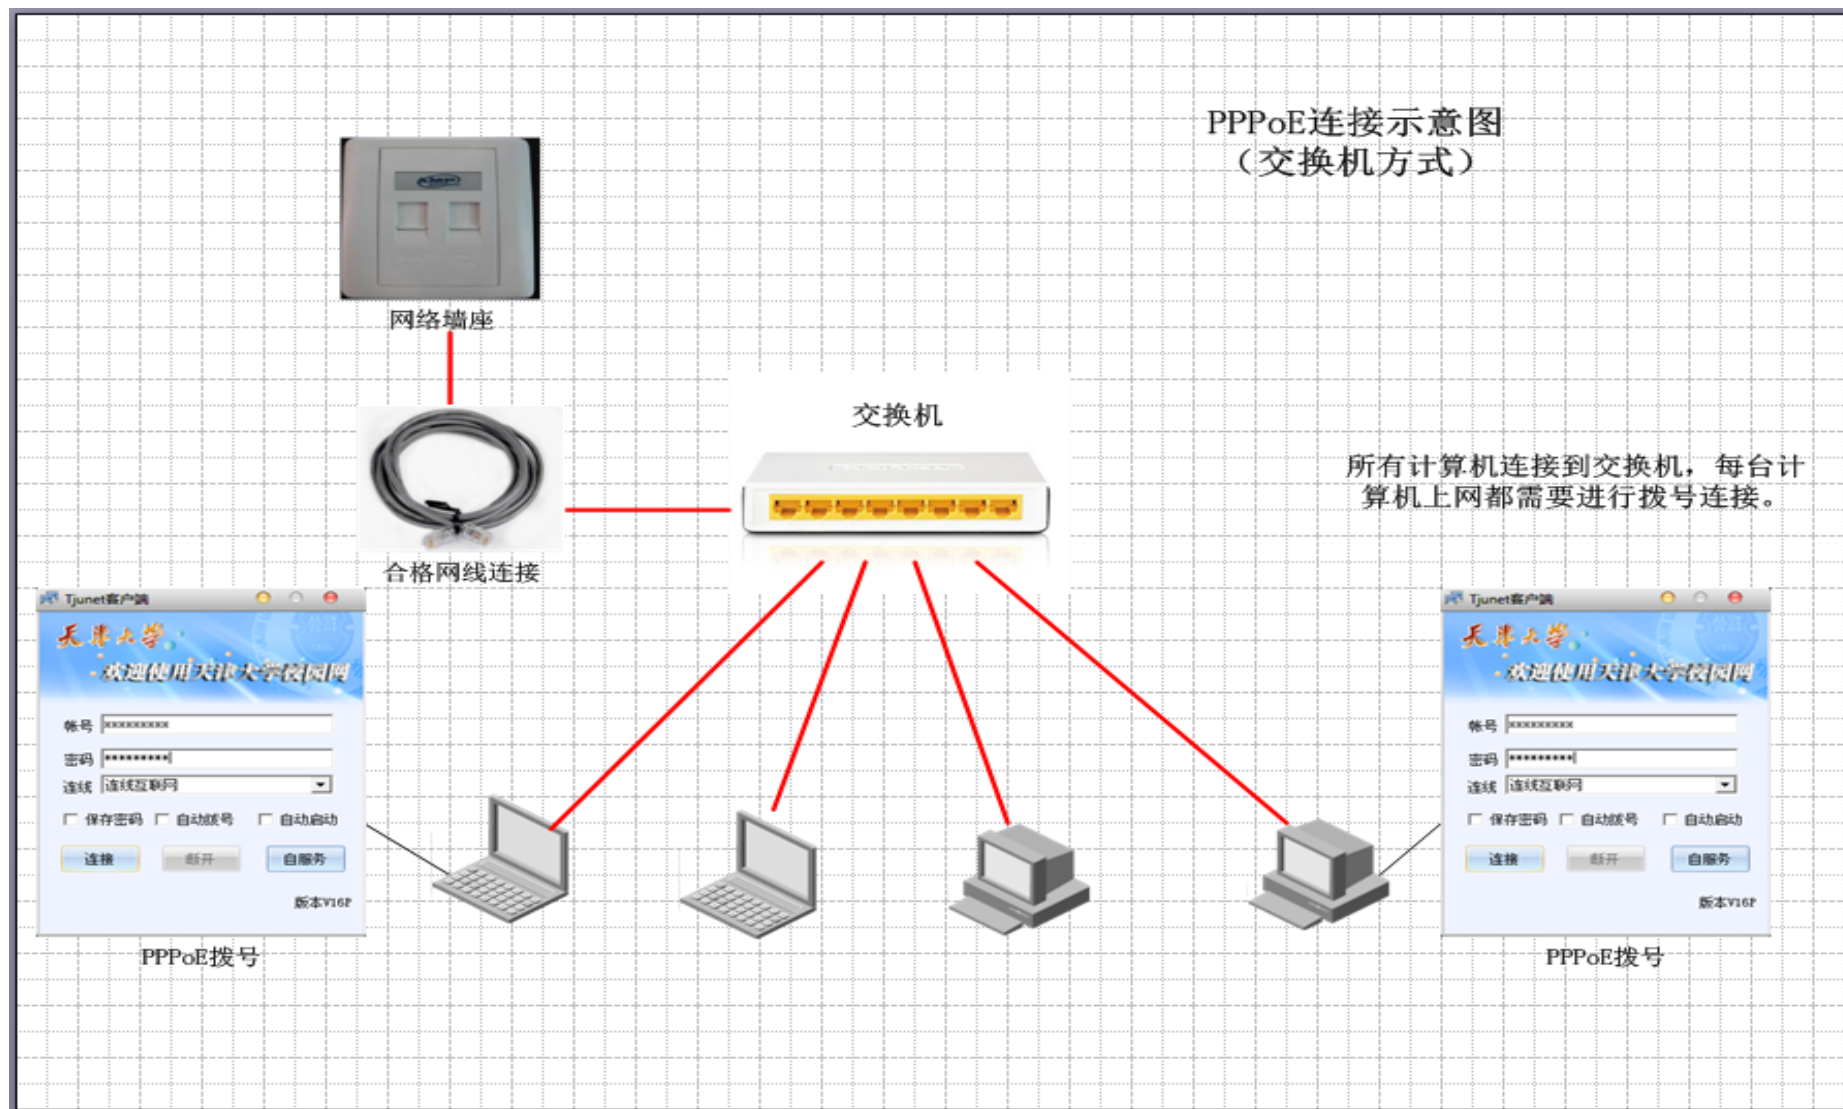 PPPoE连接示意图
（交换机方式）
AMP
网络墙座
交换机
所有计算机连接到交换机，每台计
算机上网都需要进行拨号连接。
合格网线连接
Tjunet客户端
天津大学
欢迎使用天津大学校园网
帐号 xxxxxxxxx
密码 *********
连线 连线互联网
保存密码 自动拨号 自动启动
连接 断开 自服务
版本V16P
PPPoE拨号
Tjunet客户端
天津大学
欢迎使用天津大学校园网
帐号 xxxxxxxxx
密码 *********
连线 连线互联网
保存密码 自动拨号 自动启动
连接 断开 自服务
版本V16P
PPPoE拨号